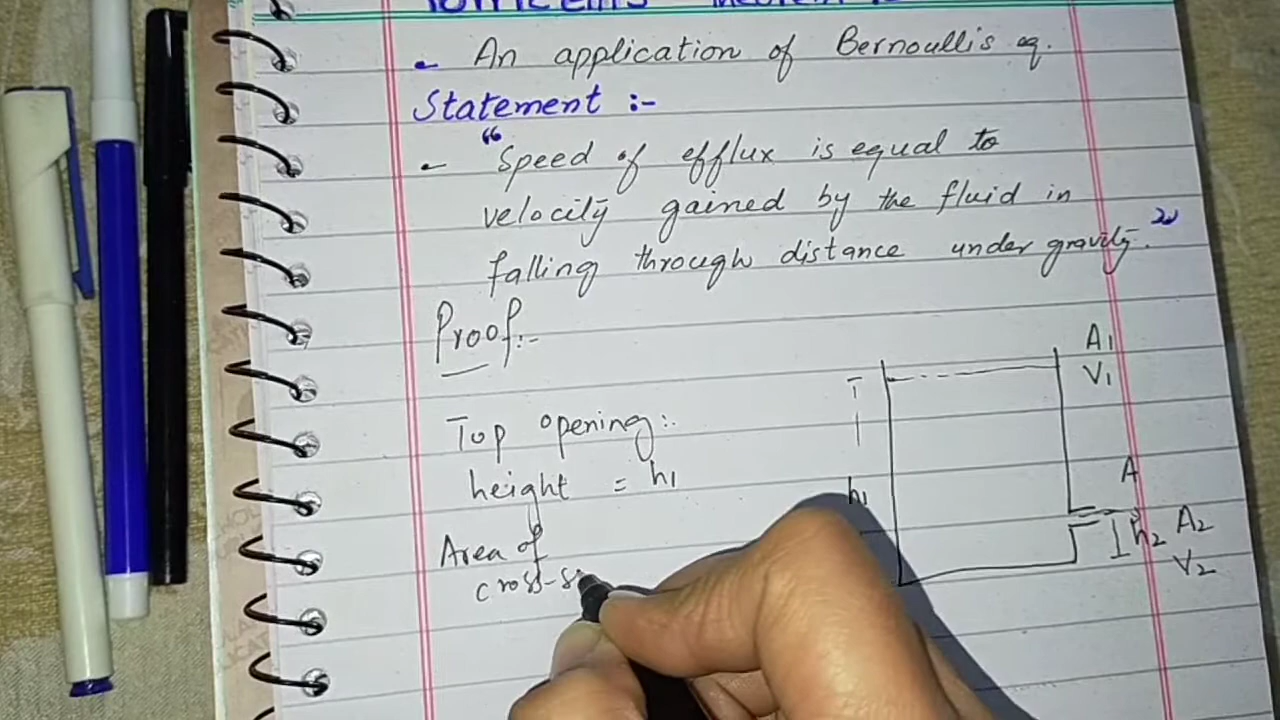 - An application of Bernoullis eq.
Statement :-
- "Speed of efflux is equal to
velocity gained by the fluid in
falling through distance under gravity."
Proof:-
Top opening:
height = h1
Area of
cross-s
A1
V1
h1
A
h2 A2
V2